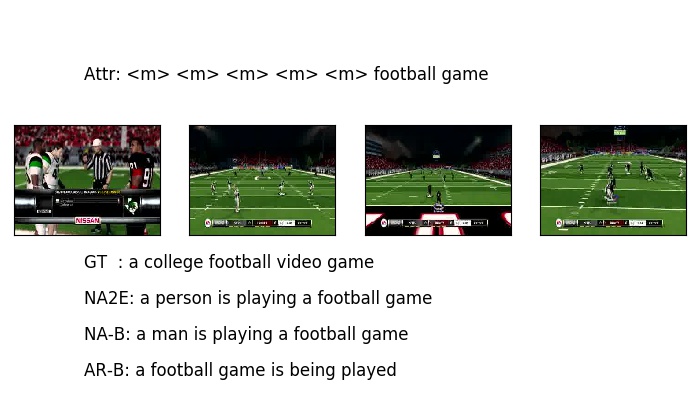 Attr: <m> <m> <m> <m> <m> football game
NISSAN
GT : a college football video game
NA2E: a person is playing a football game
NA-B: a man is playing a football game
AR-B: a football game is being played